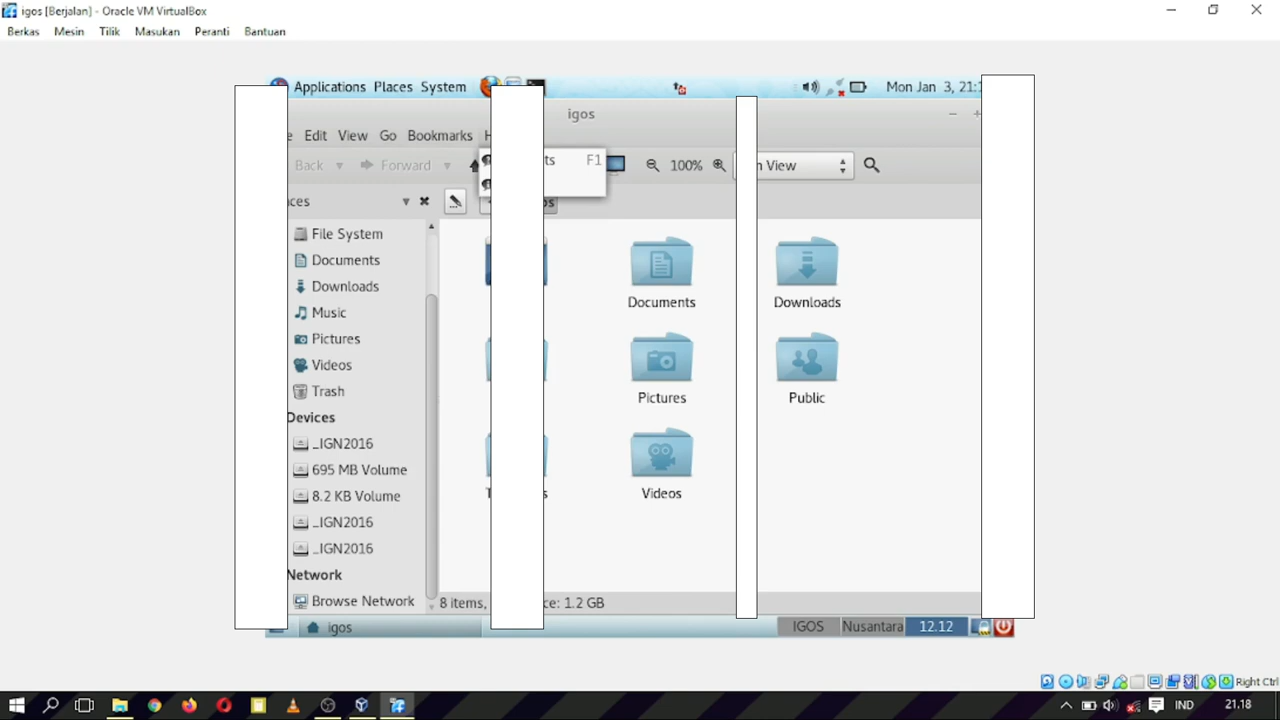 igos [Berjalan] - Oracle VM VirtualBox
Berkas Mesin Tilik Masukan Peranti Bantuan
Applications Places System Mon Jan 3, 21:1
igos
Edit View Go Bookmarks
Back Forward 100% View
F1
File System
Documents
Downloads
Music
Pictures
Videos
Trash
Devices
_IGN2016
695 MB Volume
8.2 KB Volume
_IGN2016
_IGN2016
Network
Browse Network
Documents Downloads
Pictures Public
Videos
8 items, 1.2 GB
igos IGOS Nusantara 12.12
Right Ctrl
IND 21.18